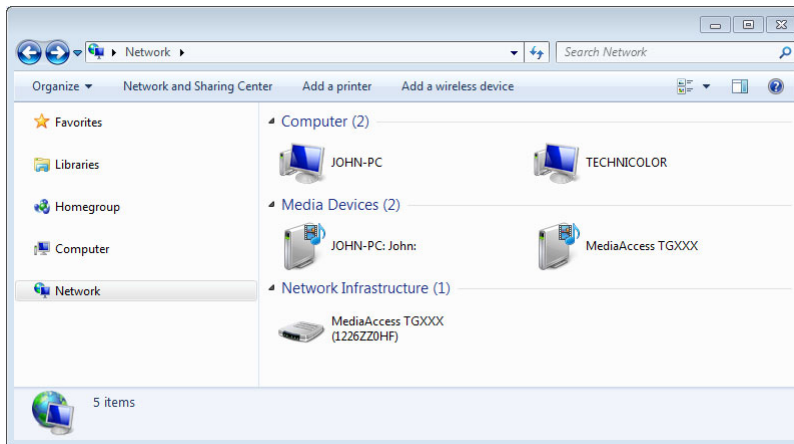 Network
Search Network
Organize
Network and Sharing Center
Add a printer
Add a wireless device
Favorites
Libraries
Homegroup
Computer
Network
Computer (2)
JOHN-PC
TECHNICOLOR
Media Devices (2)
JOHN-PC: John:
MediaAccess TGXXX
Network Infrastructure (1)
MediaAccess TGXXX
(1226ZZ0HF)
5 items